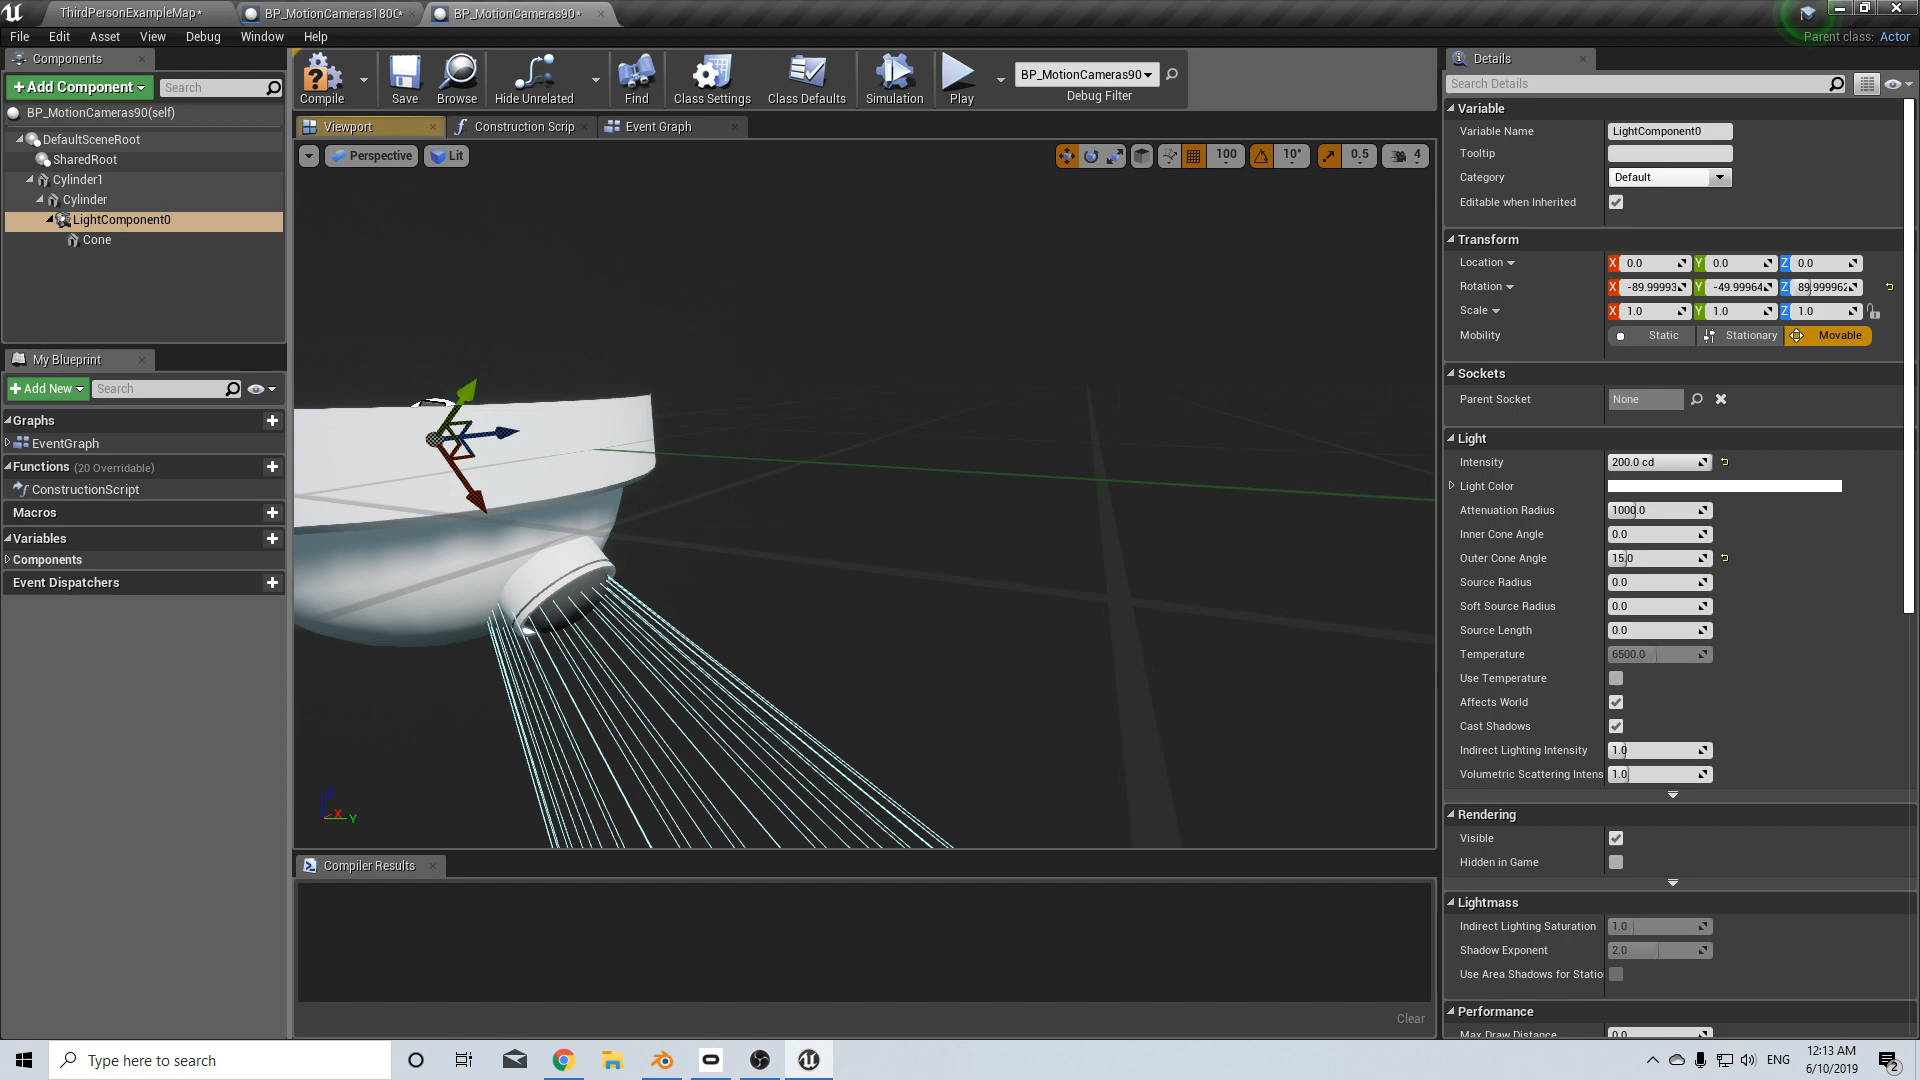 ThirdPersonExampleMap*
BP_MotionCameras180C*
BP_MotionCameras90*
File Edit Asset View Debug Window Help
Parent class: Actor
Components
+ Add Component
Search
BP_MotionCameras90(self)
DefaultSceneRoot
SharedRoot
Cylinder1
Cylinder
LightComponent0
Cone
My Blueprint
+ Add New
Search
Graphs
EventGraph
Functions (20 Overridable)
ConstructionScript
Macros
Variables
Components
Event Dispatchers
Compile
Save
Browse
Hide Unrelated
Find
Class Settings
Class Defaults
Simulation
Play
BP_MotionCameras90
Debug Filter
Viewport
Construction Scrip
Event Graph
Perspective
Lit
100
10°
0.5
4
X
Y
Compiler Results
Clear
Details
Search Details
Variable
Variable Name LightComponent0
Tooltip
Category Default
Editable when Inherited
Transform
Location X 0.0 Y 0.0 Z 0.0
Rotation X -89.99993 Y -49.99964 Z 89.999962
Scale X 1.0 Y 1.0 Z 1.0
Mobility Static Stationary Movable
Sockets
Parent Socket None
Light
Intensity 200.0 cd
Light Color
Attenuation Radius 1000.0
Inner Cone Angle 0.0
Outer Cone Angle 15.0
Source Radius 0.0
Soft Source Radius 0.0
Source Length 0.0
Temperature 6500.0
Use Temperature
Affects World
Cast Shadows
Indirect Lighting Intensity 1.0
Volumetric Scattering Intens 1.0
Rendering
Visible
Hidden in Game
Lightmass
Indirect Lighting Saturation 1.0
Shadow Exponent 2.0
Use Area Shadows for Statio
Performance
Max Draw Distance 0.0
Type here to search
ENG
12:13 AM
6/10/2019
2